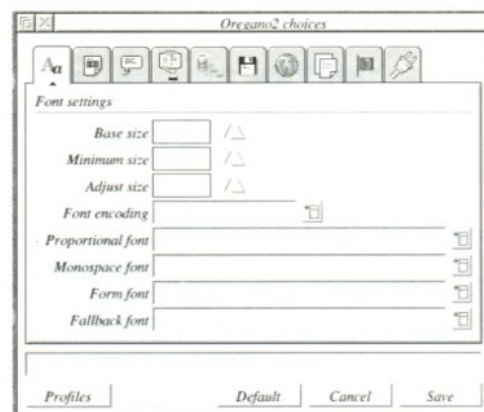 Oregano2 choices
Aa
Font settings
Base size
Minimum size
Adjust size
Font encoding
Proportional font
Monospace font
Form font
Fallback font
Profiles Default Cancel Save